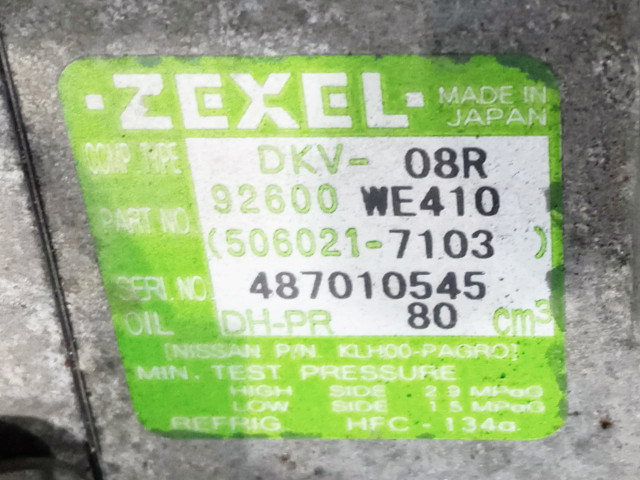 ·ZEXEL· MADE IN JAPAN
COMP. TYPE DKV- 08R
PART NO. 92600 WE410
(506021-7103 )
SERI. NO. 487010545
OIL DH-PR 80 cm³
[NISSAN P/N KLH00-PAGR0]
MIN. TEST PRESSURE
HIGH SIDE 2.9 MPaG
LOW SIDE 1.5 MPaG
REFRIG HFC-134a